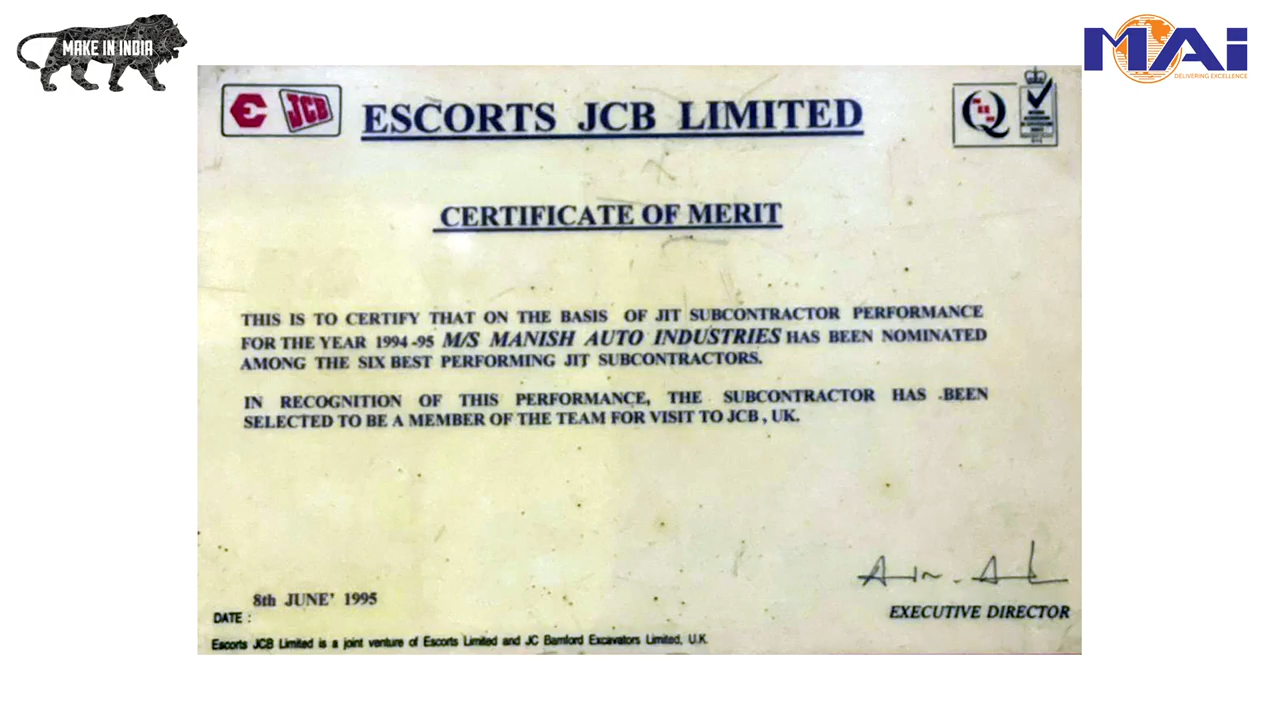 MAKE IN INDIA
MAI
DELIVERING EXCELLENCE
JCB
ESCORTS JCB LIMITED
Q
CERTIFICATE OF MERIT
THIS IS TO CERTIFY THAT ON THE BASIS OF JIT SUBCONTRACTOR PERFORMANCE
FOR THE YEAR 1994-95 M/S MANISH AUTO INDUSTRIES HAS BEEN NOMINATED
AMONG THE SIX BEST PERFORMING JIT SUBCONTRACTORS.
IN RECOGNITION OF THIS PERFORMANCE, THE SUBCONTRACTOR HAS BEEN
SELECTED TO BE A MEMBER OF THE TEAM FOR VISIT TO JCB, UK.
8th JUNE' 1995
DATE :
EXECUTIVE DIRECTOR
Escorts JCB Limited is a joint venture of Escorts Limited and JC Bamford Excavators Limited, U.K.